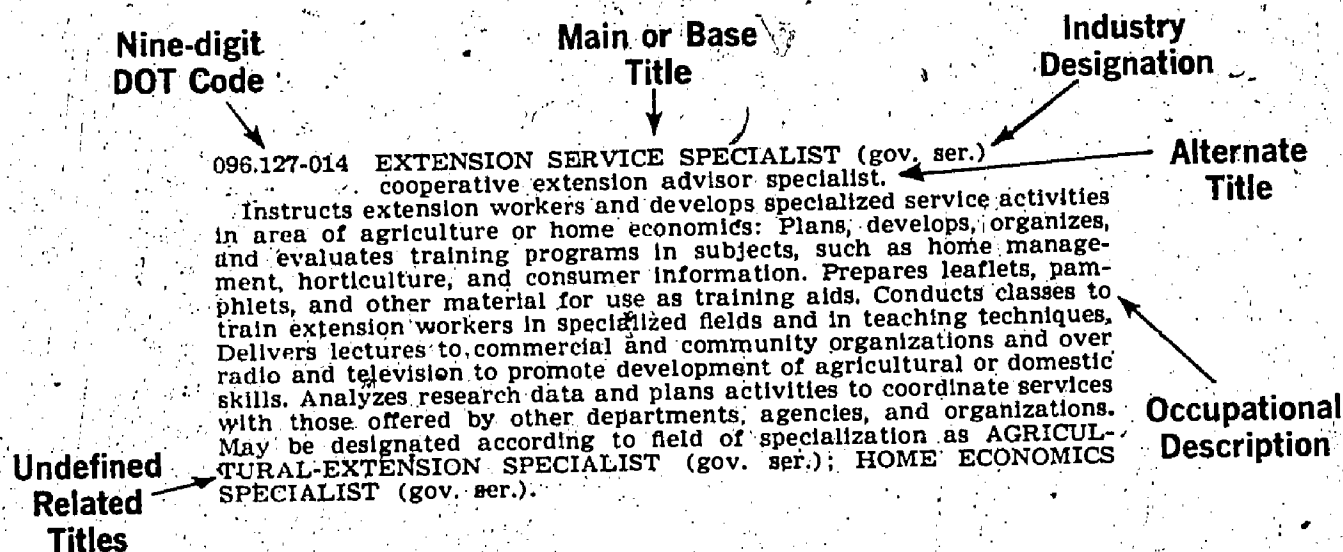 Nine-digit
DOT Code
Main or Base
Title
Industry
Designation
096.127-014 EXTENSION SERVICE SPECIALIST (gov. ser.)
cooperative extension advisor specialist.
Alternate
Title
Instructs extension workers and develops specialized service activities
in area of agriculture or home economics: Plans, develops, organizes,
and evaluates training programs in subjects, such as home manage-
ment, horticulture, and consumer information. Prepares leaflets, pam-
phlets, and other material for use as training aids. Conducts classes to
train extension workers in specialized fields and in teaching techniques.
Delivers lectures to commercial and community organizations and over
radio and television to promote development of agricultural or domestic
skills. Analyzes research data and plans activities to coordinate services
with those offered by other departments, agencies, and organizations.
May be designated according to field of specialization as AGRICUL-
TURAL-EXTENSION SPECIALIST (gov. ser.); HOME ECONOMICS
SPECIALIST (gov. ser.).
Occupational
Description
Undefined
Related
Titles